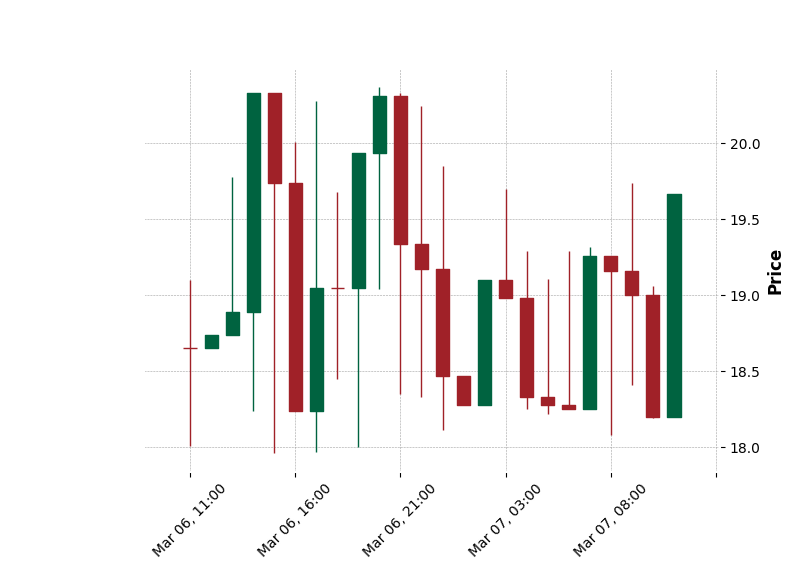 20.0
19.5
19.0
18.5
18.0
Price
Mar 06, 11:00
Mar 06, 16:00
Mar 06, 21:00
Mar 07, 03:00
Mar 07, 08:00